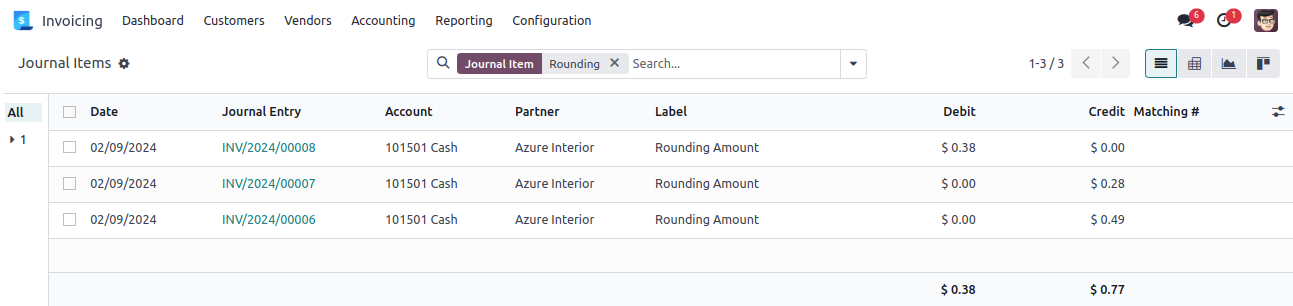 Invoicing Dashboard Customers Vendors Accounting Reporting Configuration 6 1
Journal Items Journal Item Rounding Search... 1-3 / 3
All Date Journal Entry Account Partner Label Debit Credit Matching #
1 02/09/2024 INV/2024/00008 101501 Cash Azure Interior Rounding Amount $ 0.38 $ 0.00
02/09/2024 INV/2024/00007 101501 Cash Azure Interior Rounding Amount $ 0.00 $ 0.28
02/09/2024 INV/2024/00006 101501 Cash Azure Interior Rounding Amount $ 0.00 $ 0.49
$ 0.38 $ 0.77